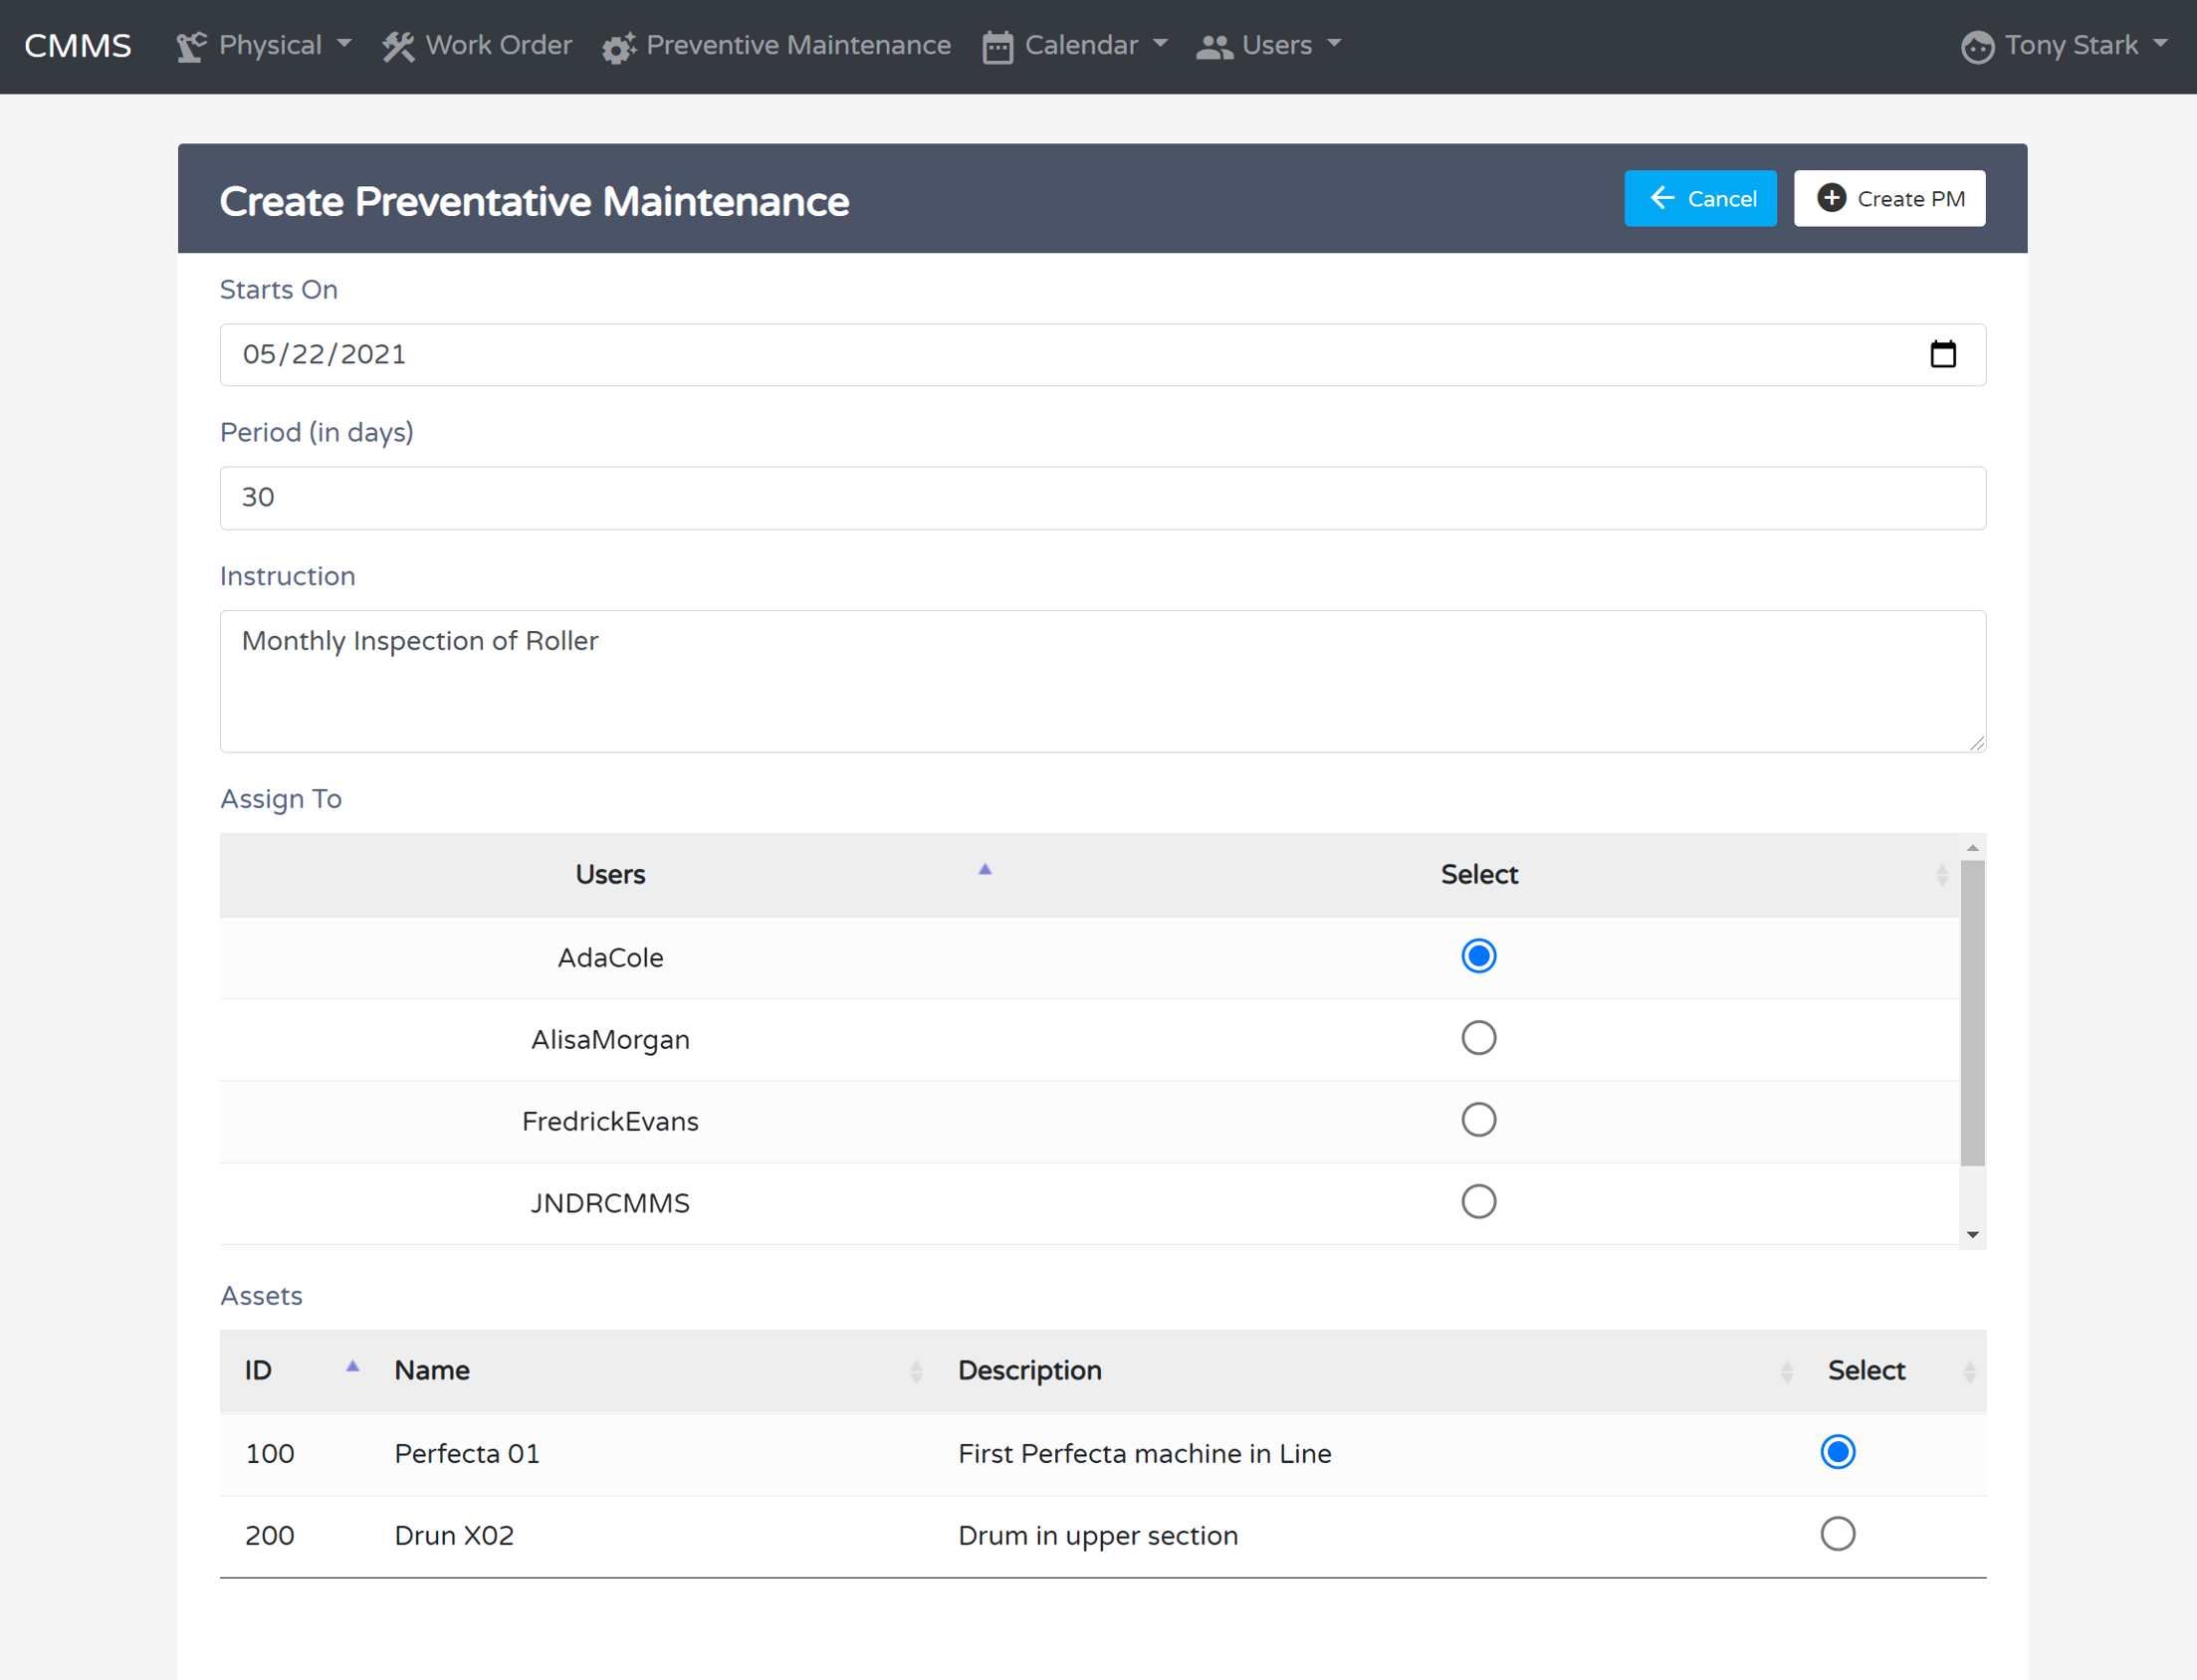 CMMS Physical Work Order Preventive Maintenance Calendar Users Tony Stark
Create Preventative Maintenance Cancel Create PM
Starts On
05/22/2021
Period (in days)
30
Instruction
Monthly Inspection of Roller
Assign To
Users Select
AdaCole
AlisaMorgan
FredrickEvans
JNDRCMMS
Assets
ID Name Description Select
100 Perfecta 01 First Perfecta machine in Line
200 Drun X02 Drum in upper section